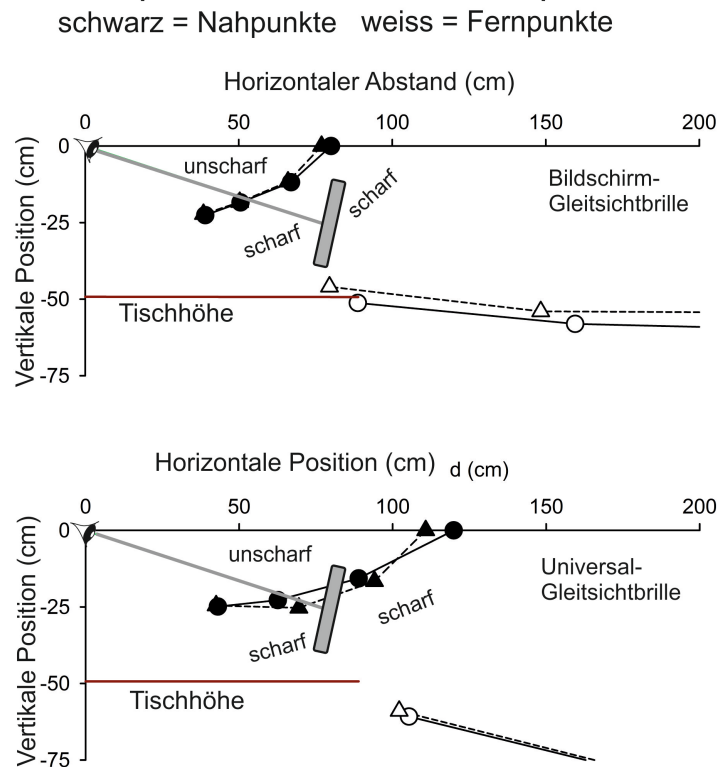 schwarz = Nahpunkte weiss = Fernpunkte
Horizontaler Abstand (cm)
0 50 100 150 200
Vertikale Position (cm)
0
-25
-50
-75
unscharf
scharf
scharf
Bildschirm-
Gleitsichtbrille
Tischhöhe
Horizontale Position (cm) d (cm)
0 50 100 150 200
Vertikale Position (cm)
0
-25
-50
-75
unscharf
scharf
scharf
Universal-
Gleitsichtbrille
Tischhöhe